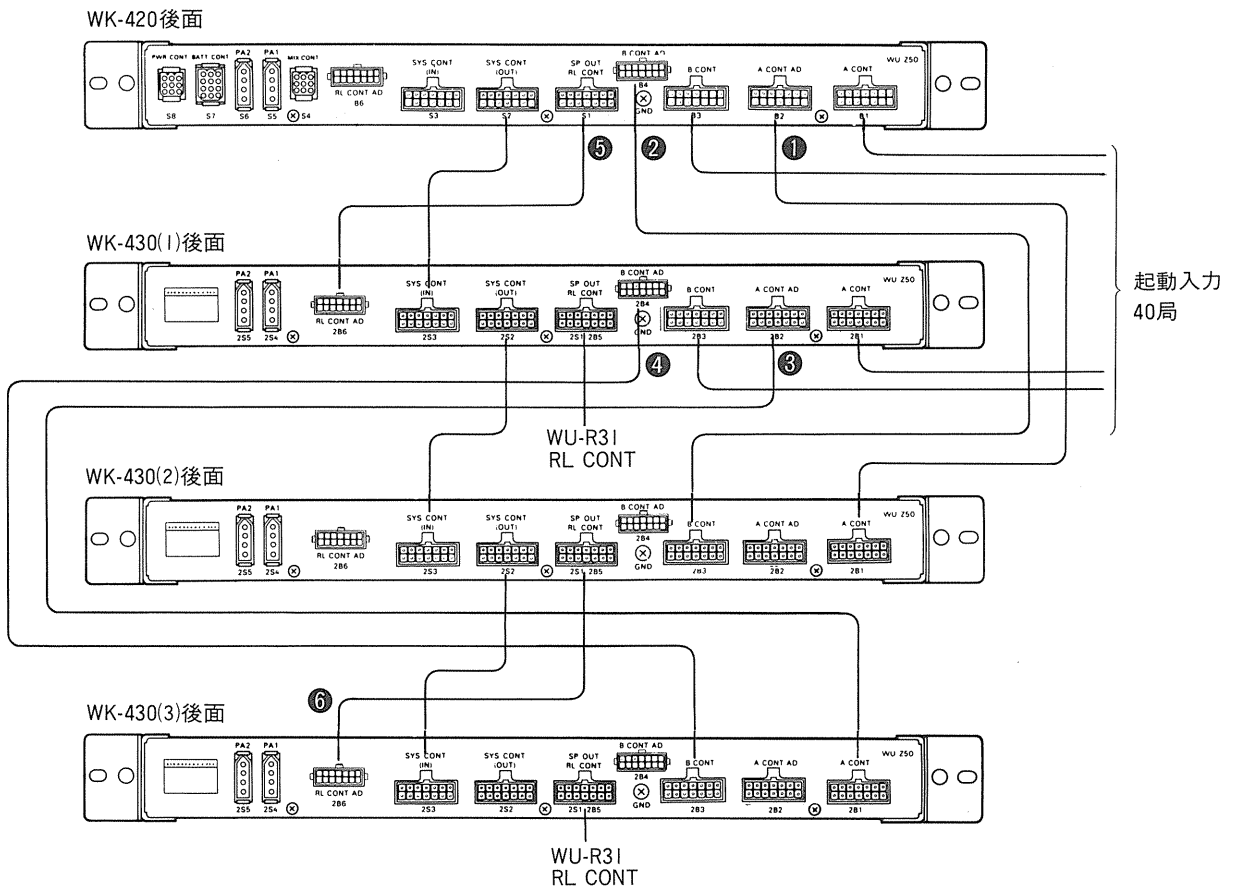 WK-420後面
PWR CONT
BATT CONT
PA2
PA1
MIX CONT
RL CONT AD
B6
SYS CONT
(IN)
SYS CONT
(OUT)
SP OUT
RL CONT
B CONT AD
B4
GND
B CONT
A CONT AD
A CONT
WU Z50
S8
S7
S6
S5
S4
S3
S2
S1
B3
B2
B1
❺
❷
❶
WK-430(1)後面
PA2
PA1
RL CONT AD
2B6
SYS CONT
(IN)
SYS CONT
(OUT)
SP OUT
RL CONT
B CONT AD
2B4
GND
B CONT
A CONT AD
A CONT
WU Z50
2S5
2S4
2S3
2S2
2S1 2B5
2B3
2B2
2B1
起動入力
40局
❹
❸
WU-R31
RL CONT
WK-430(2)後面
PA2
PA1
RL CONT AD
2B6
SYS CONT
(IN)
SYS CONT
(OUT)
SP OUT
RL CONT
B CONT AD
2B4
GND
B CONT
A CONT AD
A CONT
WU Z50
2S5
2S4
2S3
2S2
2S1 2B5
2B3
2B2
2B1
❻
WK-430(3)後面
PA2
PA1
RL CONT AD
2B6
SYS CONT
(IN)
SYS CONT
(OUT)
SP OUT
RL CONT
B CONT AD
2B4
GND
B CONT
A CONT AD
A CONT
WU Z50
2S5
2S4
2S3
2S2
2S1 2B5
2B3
2B2
2B1
WU-R31
RL CONT